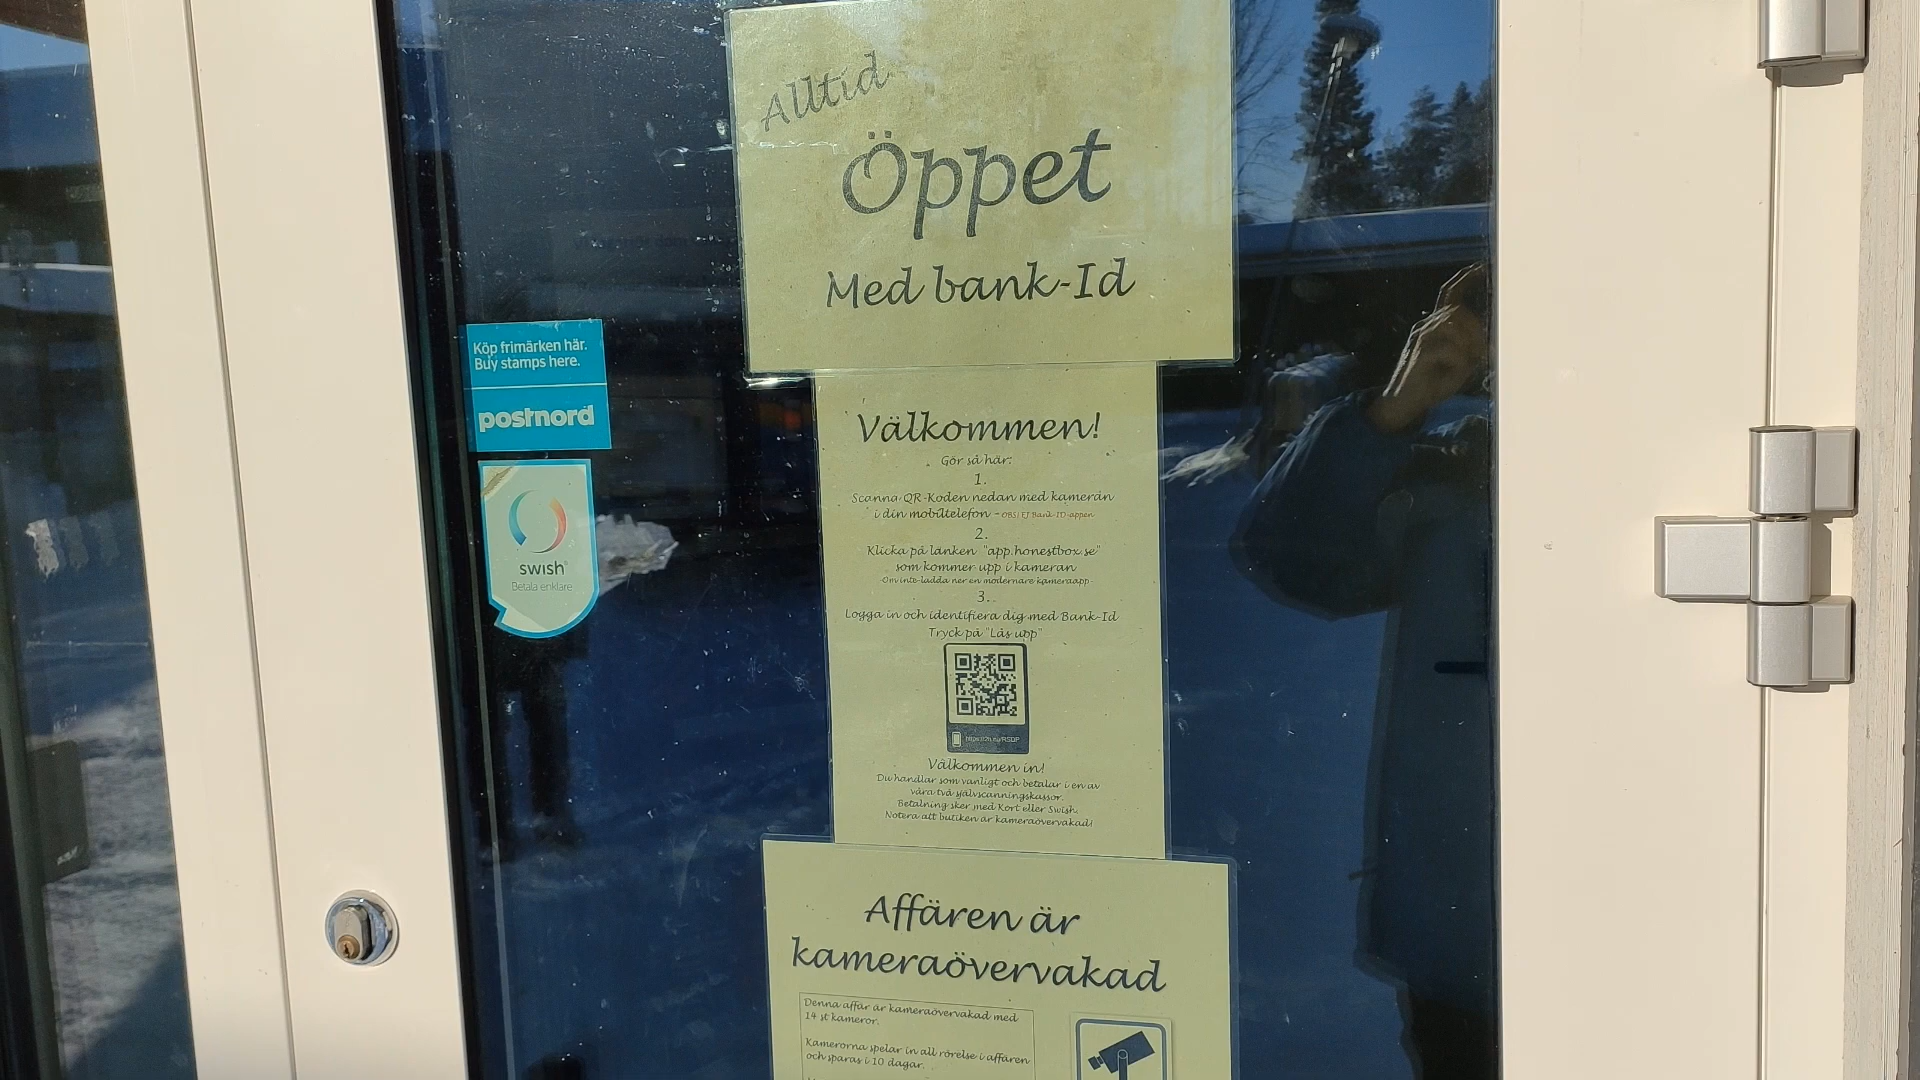 Alltid
Öppet
Med bank-Id
Köp frimärken här.
Buy stamps here.
postnord
swish®
Betala enklare
Välkommen!
Gör så här:
1.
Scanna QR-Koden nedan med kameran
i din mobiltelefon - OBS! EJ Bank-ID-appen
2.
Klicka på länken "app.honestbox.se"
som kommer upp i kameran
Om inte-ladda ner en modernare kameraapp
3.
Logga in och identifiera dig med Bank-Id
Tryck på "Lås upp"
Välkommen in!
Du handlar som vanligt och betalar i en av
våra två självscanningskassor.
Betalning sker med Kort eller Swish.
Notera att butiken är kameraövervakad!
Affären är
kameraövervakad
Denna affär är kameraövervakad med
14 st kameror.
Kamerorna spelar in all rörelse i affären
och sparas i 10 dagar.